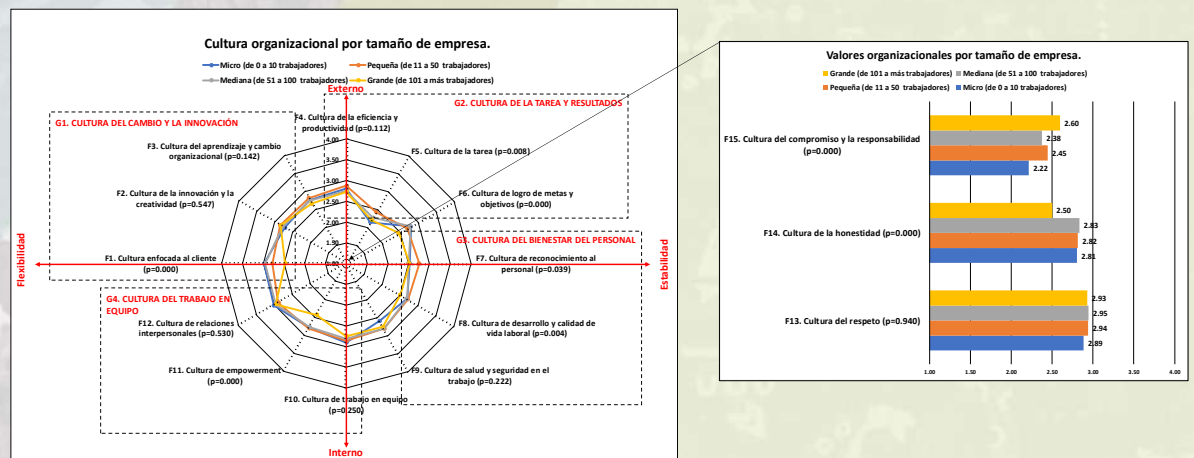 Cultura organizacional por tamaño de empresa.
Micro (de 0 a 10 trabajadores)
Pequeña (de 11 a 50 trabajadores)
Mediana (de 51 a 100 trabajadores)
Grande (de 101 a más trabajadores)
Externo
G2. CULTURA DE LA TAREA Y RESULTADOS
G1. CULTURA DEL CAMBIO Y LA INNOVACIÓN
F4. Cultura de la eficiencia y
productividad (p=0.112)
F3. Cultura del aprendizaje y cambio
organizacional (p=0.142)
F5. Cultura de la tarea (p=0.008)
F2. Cultura de la innovación y la
creatividad (p=0.547)
F6. Cultura de logro de metas y
objetivos (p=0.000)
4.00
3.50
3.00
2.50
2.00
1.50
G3. CULTURA DEL BIENESTAR DEL PERSONAL
Flexibilidad
F1. Cultura enfocada al cliente
(p=0.000)
F7. Cultura de reconocimiento al
personal (p=0.039)
Estabilidad
G4. CULTURA DEL TRABAJO EN
EQUIPO
F12. Cultura de relaciones
interpersonales (p=0.530)
F8. Cultura de desarrollo y calidad de
vida laboral (p=0.004)
F11. Cultura de empowerment
(p=0.000)
F9. Cultura de salud y seguridad en el
trabajo (p=0.222)
F10. Cultura de trabajo en equipo
(p=0.250)
Interno
Valores organizacionales por tamaño de empresa.
Grande (de 101 a más trabajadores)
Mediana (de 51 a 100 trabajadores)
Pequeña (de 11 a 50 trabajadores)
Micro (de 0 a 10 trabajadores)
F15. Cultura del compromiso y la responsabilidad
(p=0.000)
2.60
2.38
2.45
2.22
F14. Cultura de la honestidad (p=0.000)
2.50
2.83
2.82
2.81
F13. Cultura del respeto (p=0.940)
2.93
2.95
2.94
2.89
1.00 1.50 2.00 2.50 3.00 3.50 4.00